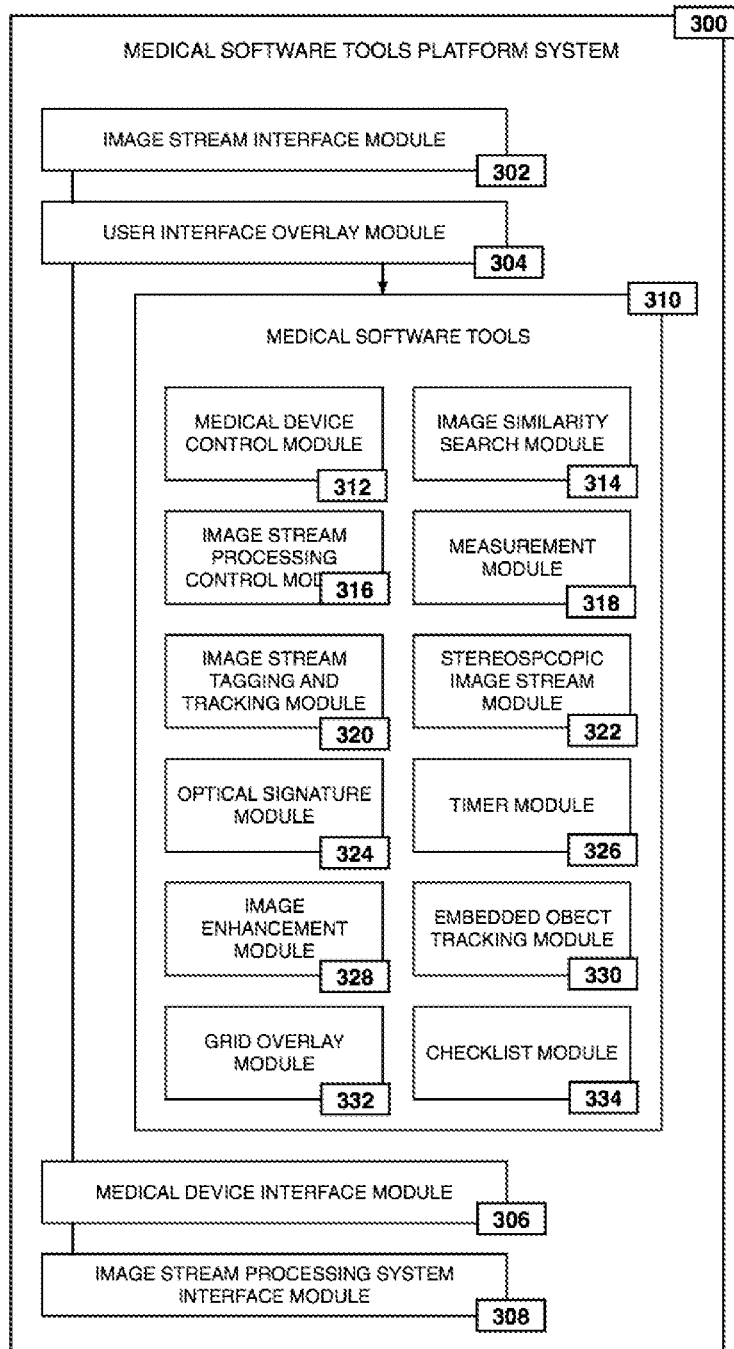 300
MEDICAL SOFTWARE TOOLS PLATFORM SYSTEM
IMAGE STREAM INTERFACE MODULE
302
USER INTERFACE OVERLAY MODULE
304
310
MEDICAL SOFTWARE TOOLS
MEDICAL DEVICE
CONTROL MODULE
312
IMAGE SIMILARITY
SEARCH MODULE
314
IMAGE STREAM
PROCESSING
CONTROL MOD
316
MEASUREMENT
MODULE
318
IMAGE STREAM
TAGGING AND
TRACKING MODULE
320
STEREOSPCOPIC
IMAGE STREAM
MODULE
322
OPTICAL SIGNATURE
MODULE
324
TIMER MODULE
326
IMAGE
ENHANCEMENT
MODULE
328
EMBEDDED OBECT
TRACKING MODULE
330
GRID OVERLAY
MODULE
332
CHECKLIST MODULE
334
MEDICAL DEVICE INTERFACE MODULE
306
IMAGE STREAM PROCESSING SYSTEM
INTERFACE MODULE
308